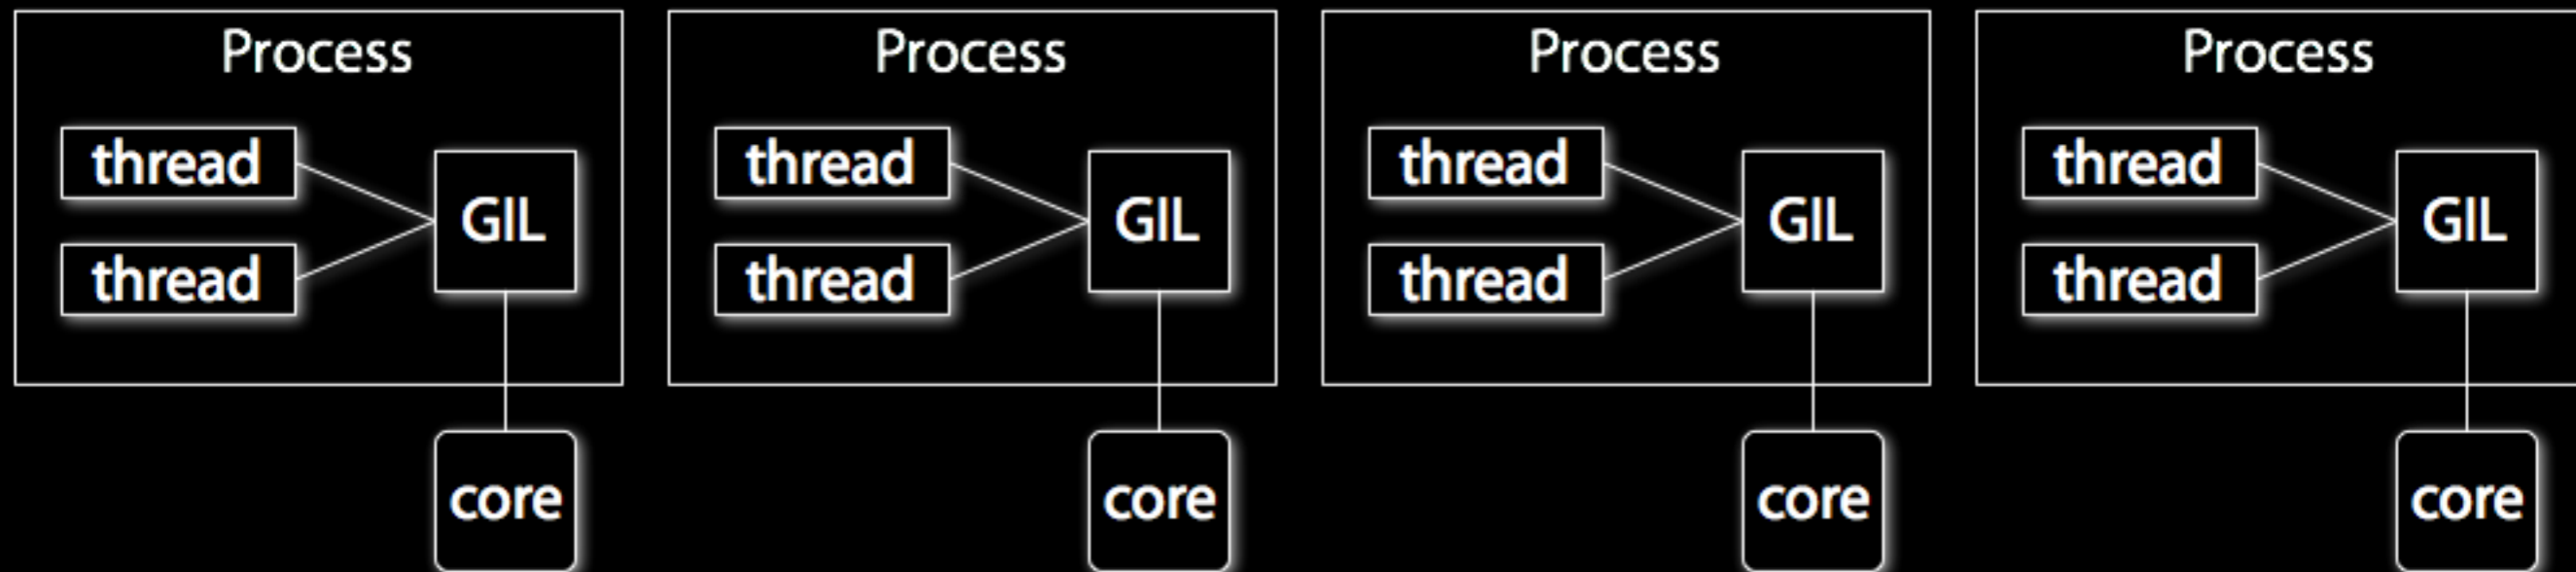 Process
thread
thread
GIL
core
Process
thread
thread
GIL
core
Process
thread
thread
GIL
core
Process
thread
thread
GIL
core